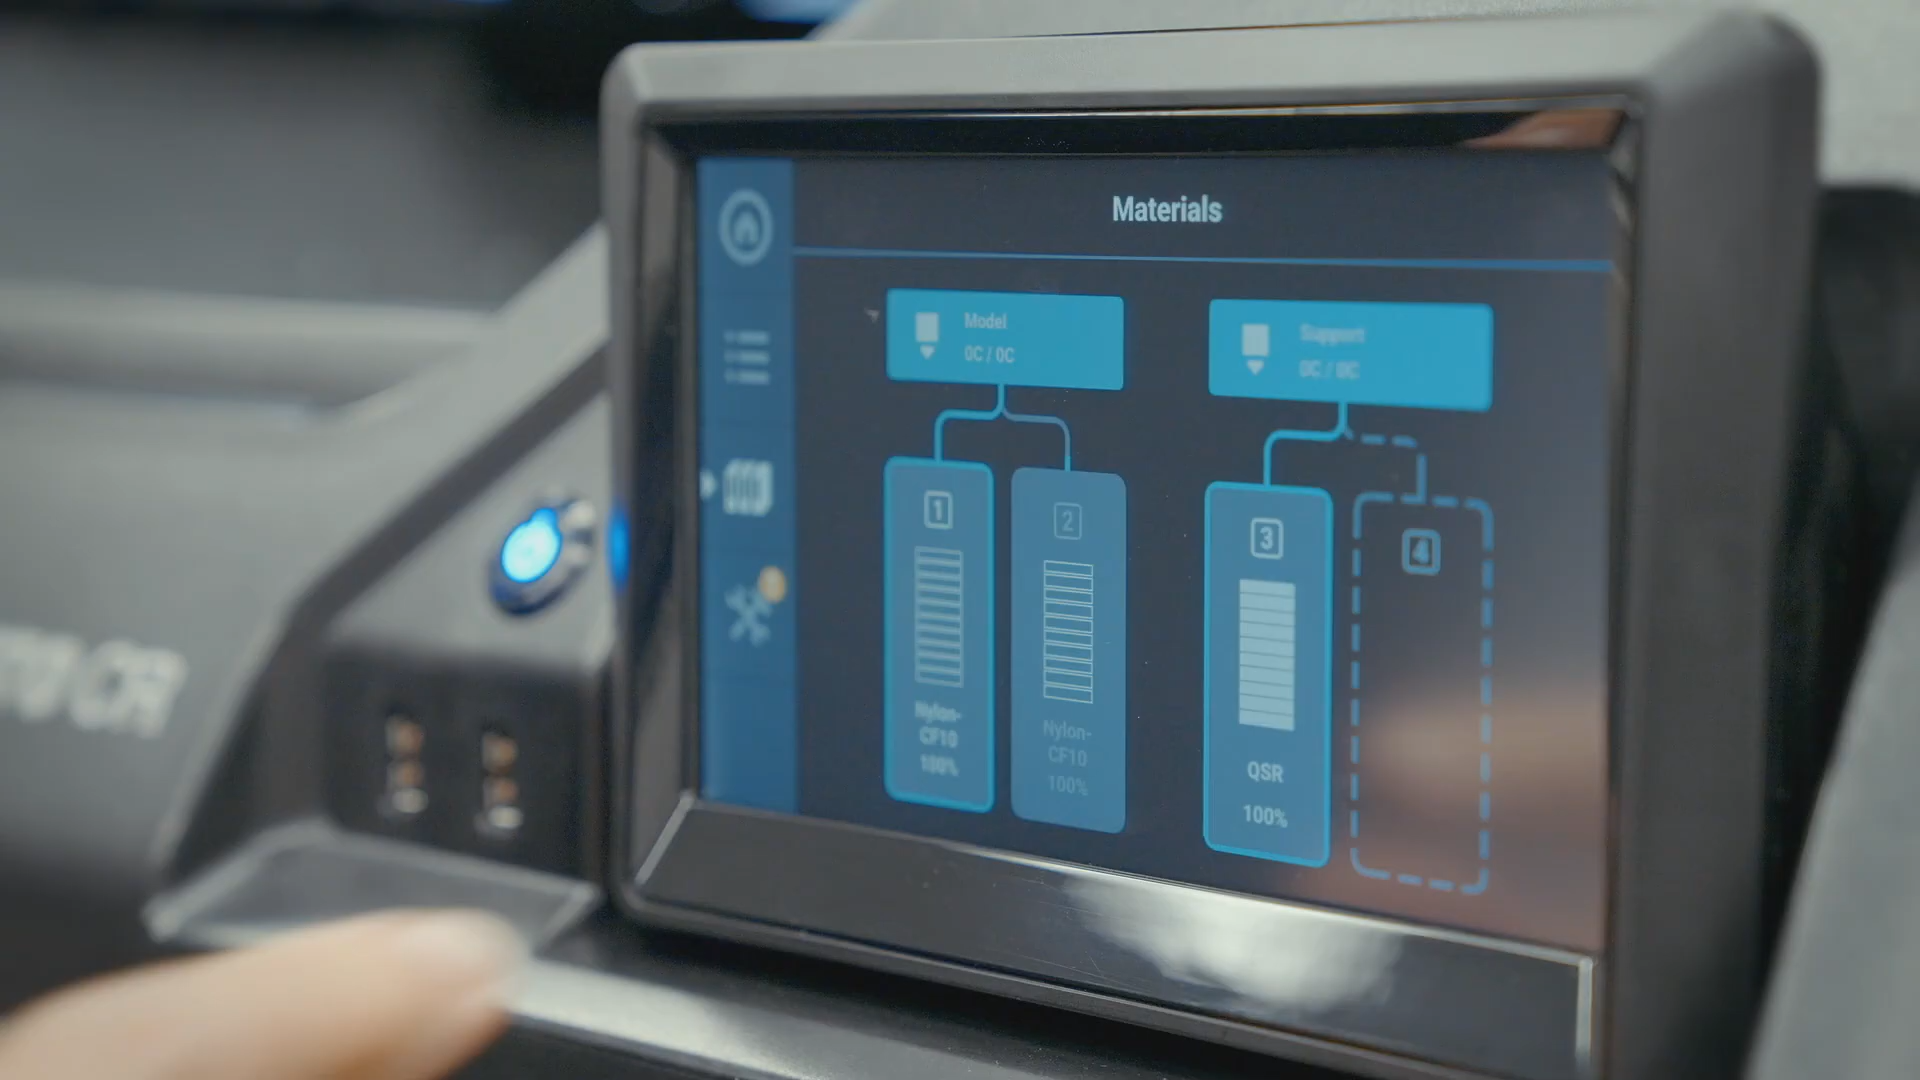 Materials
Model
0C / 0C
Support
0C / 0C
1
Nylon-
CF10
100%
2
Nylon-
CF10
100%
3
QSR
100%
4